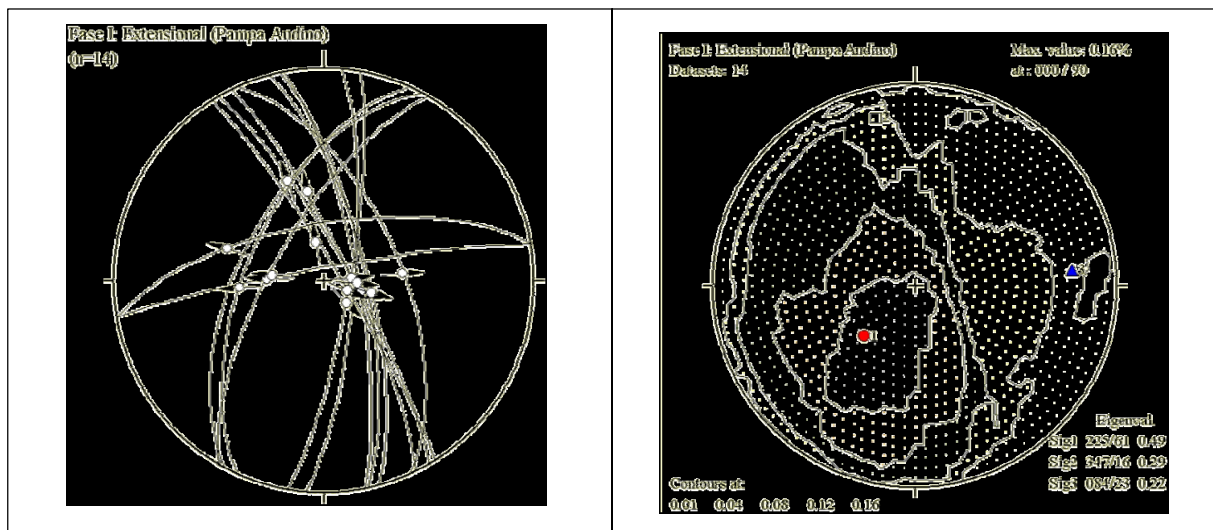 Fase I: Extensional (Pampa Andino)
(n=14)
Fase I: Extensional (Pampa Andino)
Datasets: 14
Max. value: 0.16%
at : 000 / 90
Eigenval
Sig1 225/61 0.49
Sig2 347/16 0.29
Sig3 084/23 0.22
Contours at:
0.01 0.04 0.08 0.12 0.16